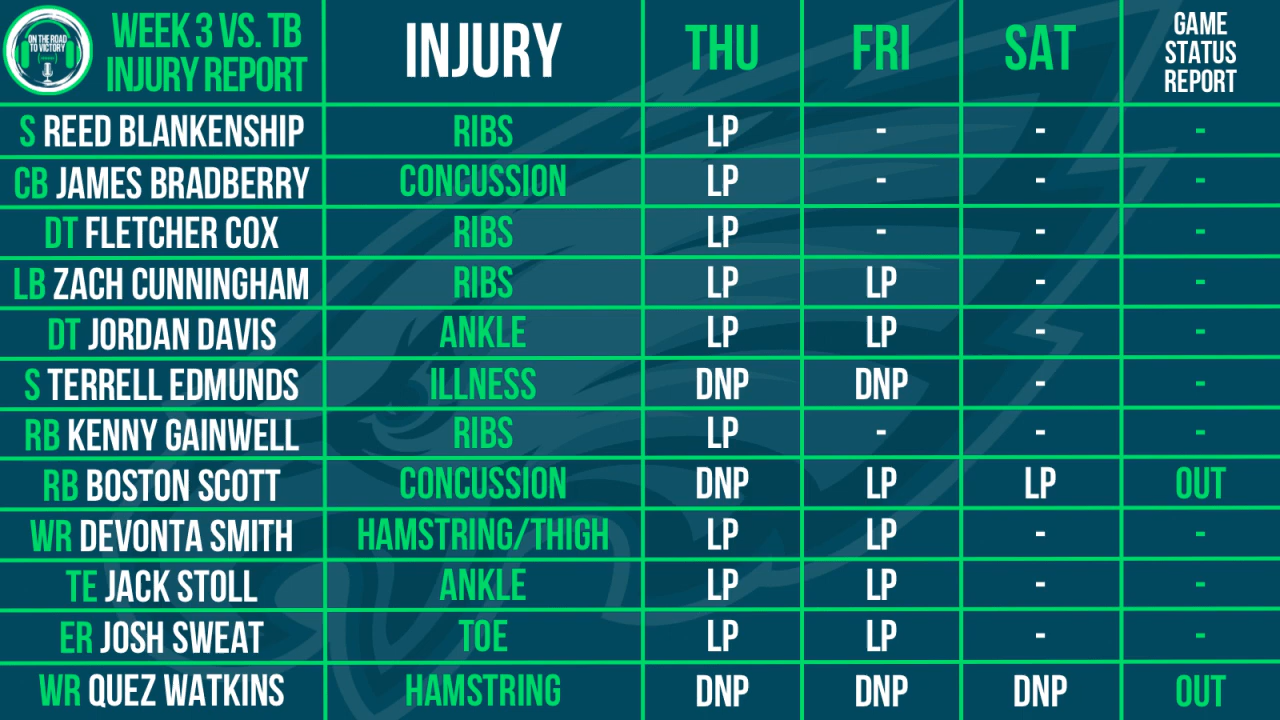 ON THE ROAD
TO VICTORY
WEEK 3 VS. TB
INJURY REPORT
INJURY
THU
FRI
SAT
GAME
STATUS
REPORT
S REED BLANKENSHIP RIBS LP - - -
CB JAMES BRADBERRY CONCUSSION LP - - -
DT FLETCHER COX RIBS LP - - -
LB ZACH CUNNINGHAM RIBS LP LP - -
DT JORDAN DAVIS ANKLE LP LP - -
S TERRELL EDMUNDS ILLNESS DNP DNP - -
RB KENNY GAINWELL RIBS LP - - -
RB BOSTON SCOTT CONCUSSION DNP LP LP OUT
WR DEVONTA SMITH HAMSTRING/THIGH LP LP - -
TE JACK STOLL ANKLE LP LP - -
ER JOSH SWEAT TOE LP LP - -
WR QUEZ WATKINS HAMSTRING DNP DNP DNP OUT